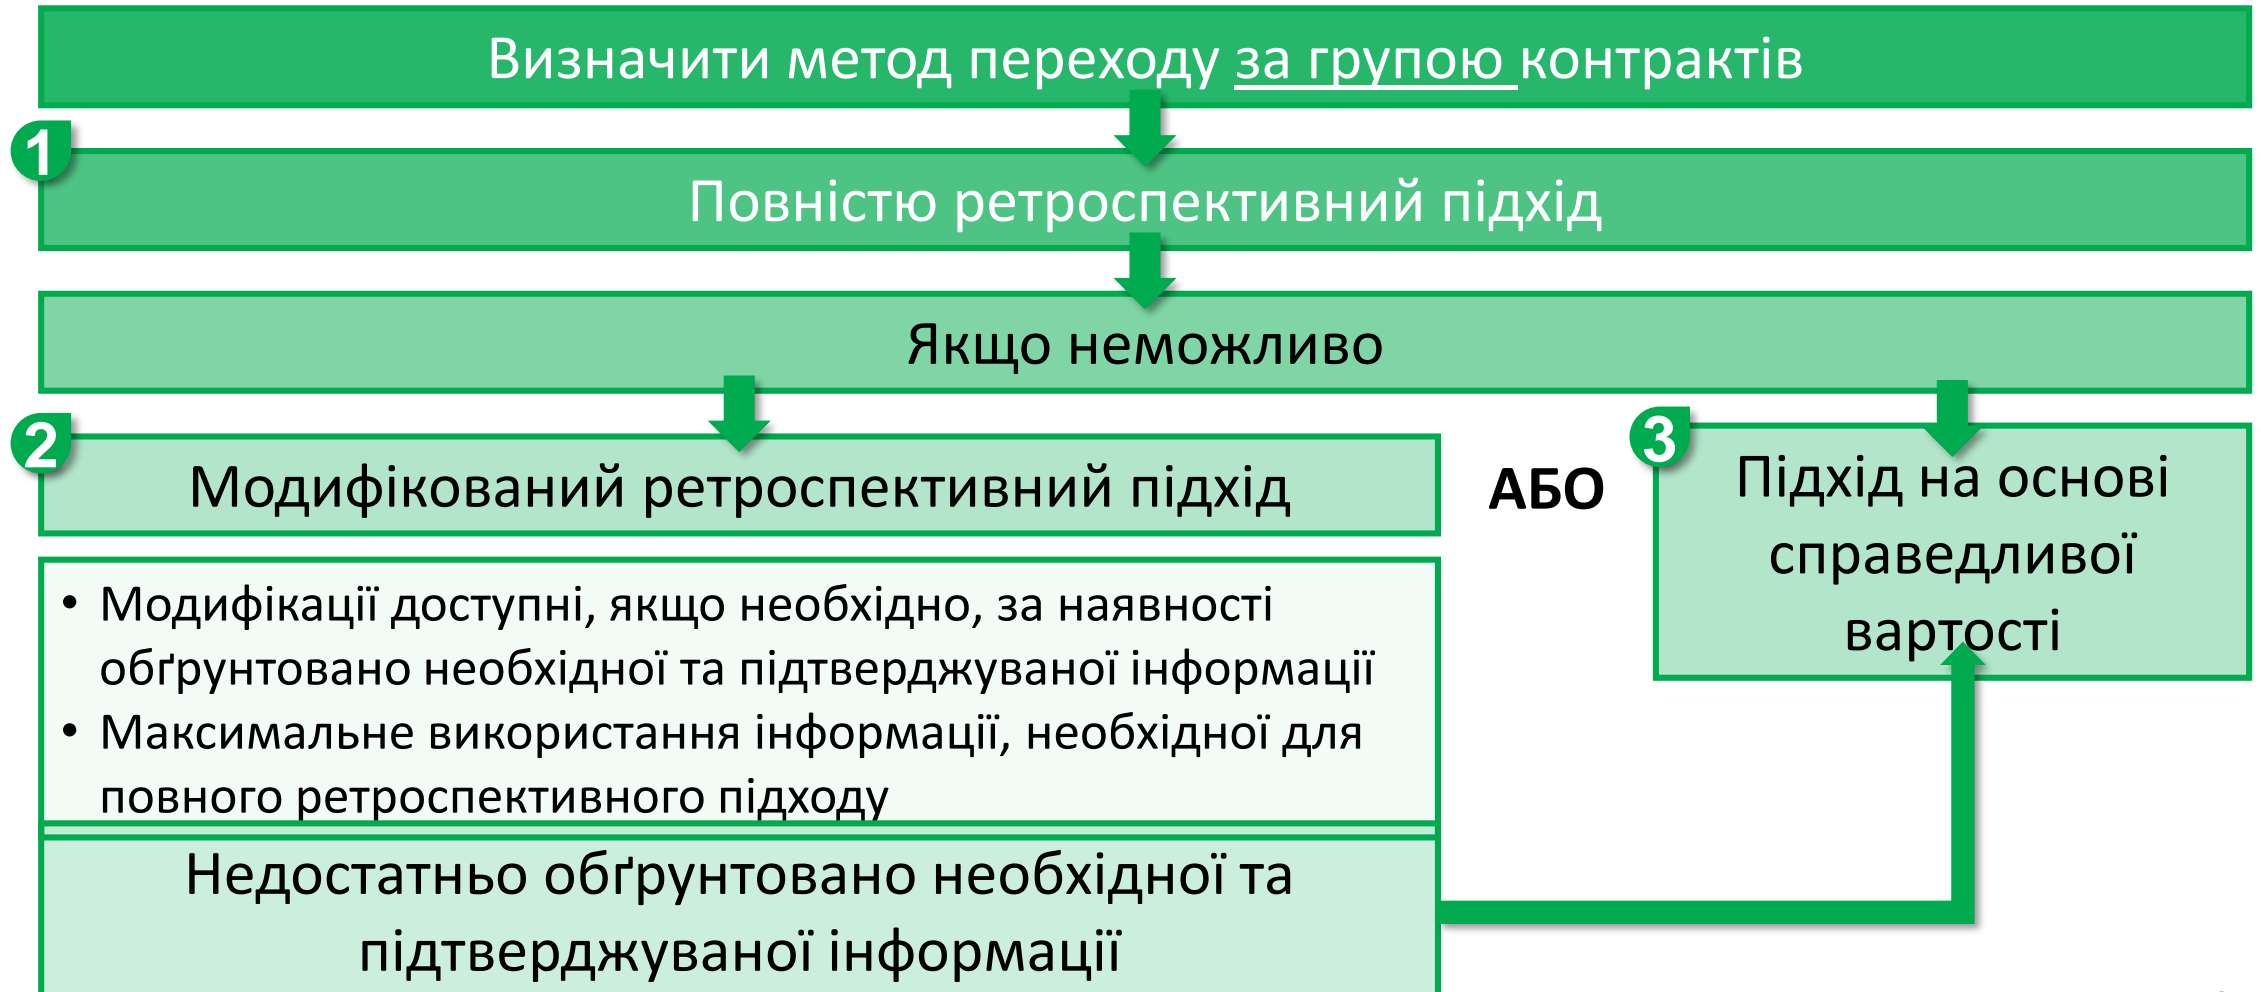 Визначити метод переходу за групою контрактів
1
Повністю ретроспективний підхід
Якщо неможливо
2
Модифікований ретроспективний підхід
АБО
3
Підхід на основі
справедливої
вартості
• Модифікації доступні, якщо необхідно, за наявності
обґрунтовано необхідної та підтверджуваної інформації
• Максимальне використання інформації, необхідної для
повного ретроспективного підходу
Недостатньо обґрунтовано необхідної та
підтверджуваної інформації